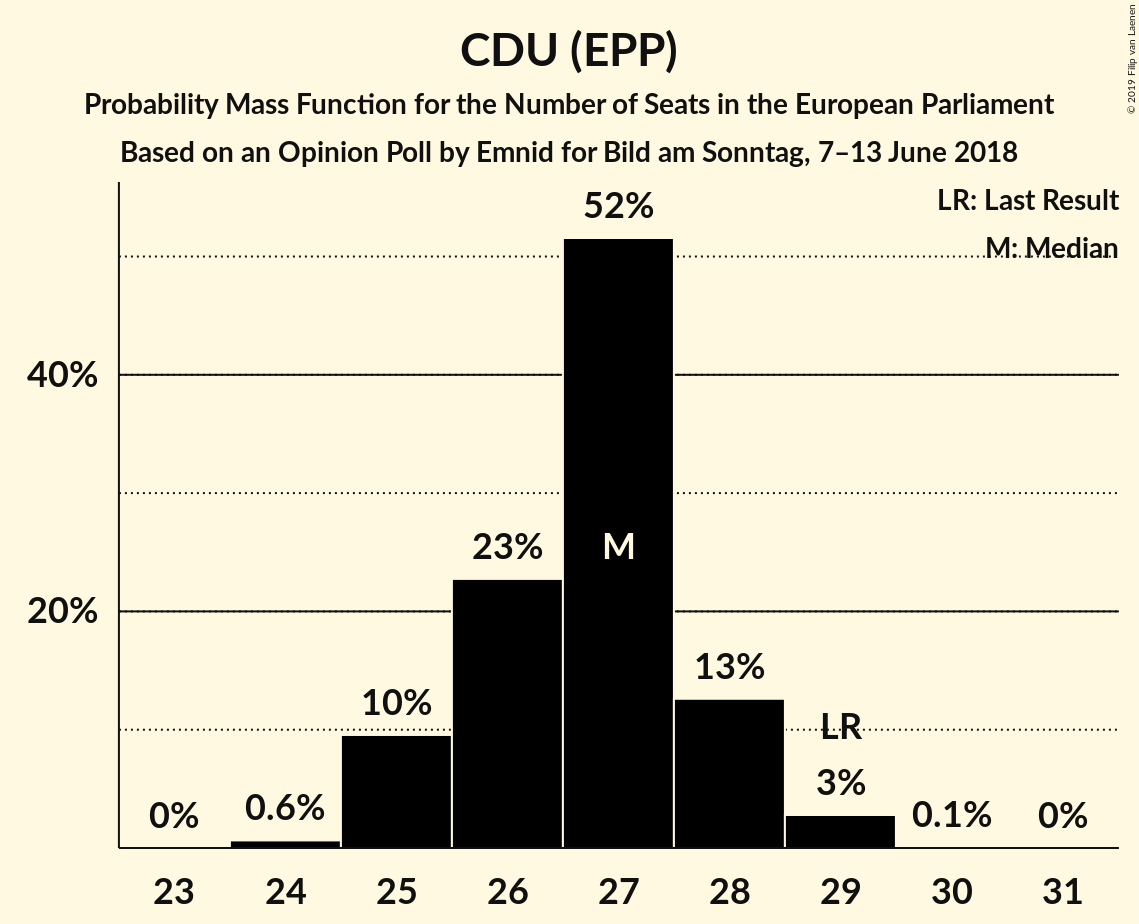 CDU (EPP)
Probability Mass Function for the Number of Seats in the European Parliament
Based on an Opinion Poll by Emnid for Bild am Sonntag, 7–13 June 2018
© 2019 Filip van Laenen
LR: Last Result
M: Median
52%
40%
23%
M
20%
13%
10%
LR
3%
0%
0.6%
0.1%
0%
23 24 25 26 27 28 29 30 31